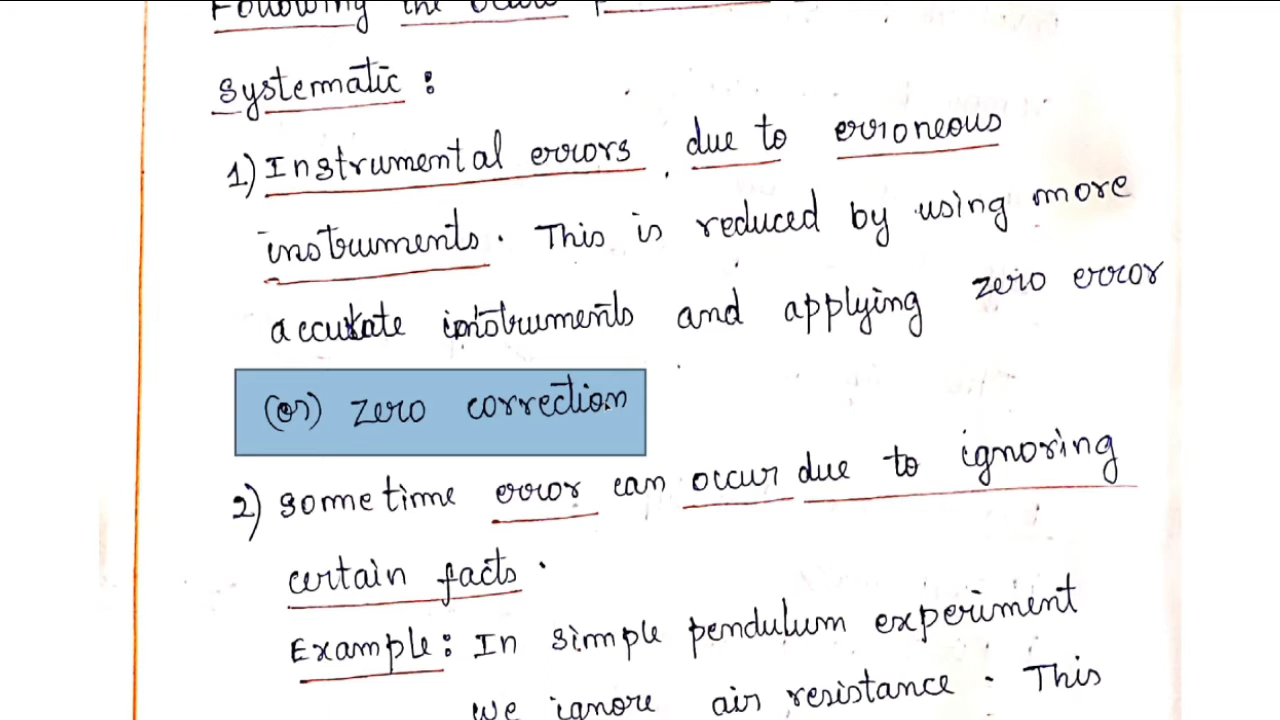 Following the
systematic :
1) Instrumental errors, due to erroneous
instruments. This is reduced by using more
accurate instruments and applying zero error
(or) zero correction
2) sometime error can occur due to ignoring
certain facts.
Example: In simple pendulum experiment
we ignore air resistance. This